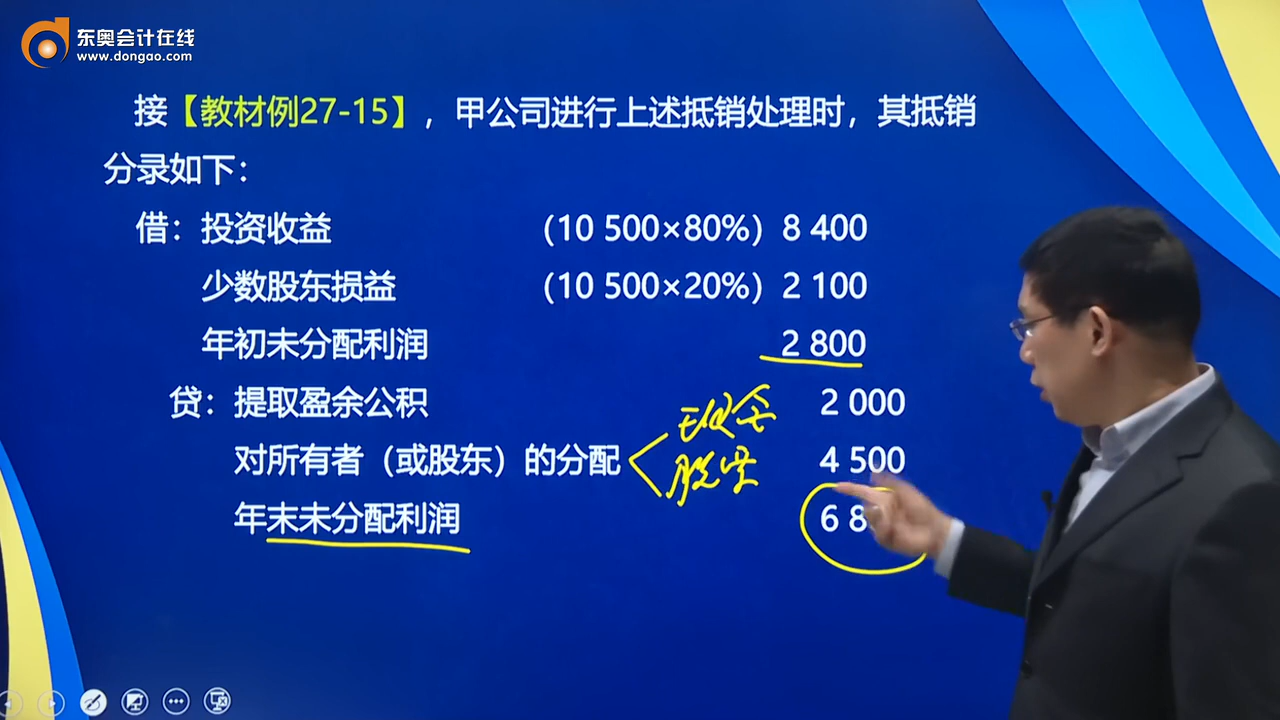 东奥会计在线
www.dongao.com
接【教材例27-15】，甲公司进行上述抵销处理时，其抵销
分录如下：
借：投资收益 （10 500×80%）8 400
少数股东损益 （10 500×20%）2 100
年初未分配利润 2 800
贷：提取盈余公积 2 000
现金
对所有者（或股东）的分配 4 500
股票
年末未分配利润 6 8